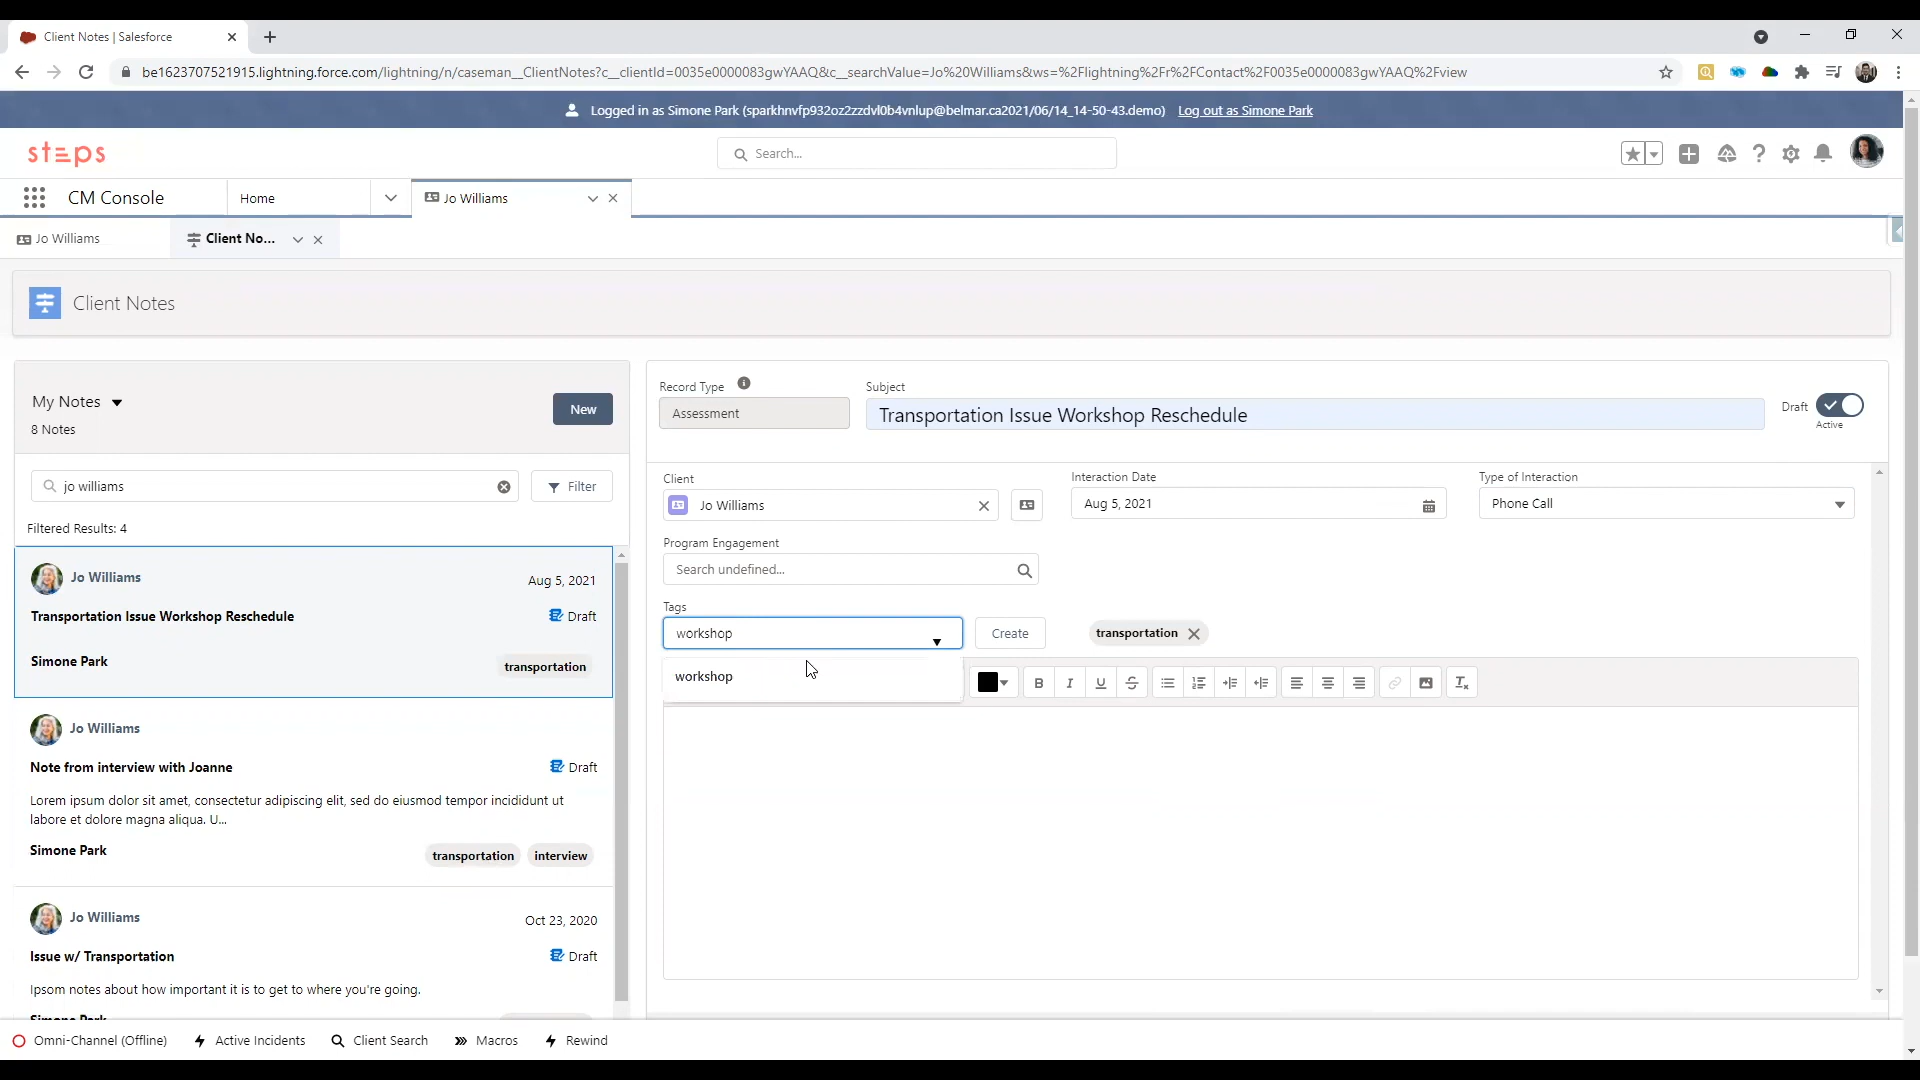 Client Notes | Salesforce
be1623707521915.lightning.force.com/lightning/n/caseman__ClientNotes?c__clientId=0035e0000083gwYAAQ&c__searchValue=Jo%20Williams&ws=%2Flightning%2Fr%2FContact%2F0035e0000083gwYAAQ%2Fview
Logged in as Simone Park (sparkhnvfp932oz2zzdvl0b4vnlup@belmar.ca2021/06/14_14-50-43.demo) Log out as Simone Park
steps
Search...
CM Console
Home
Jo Williams
Jo Williams
Client No...
Client Notes
My Notes
8 Notes
New
jo williams
Filter
Filtered Results: 4
Jo Williams
Aug 5, 2021
Transportation Issue Workshop Reschedule
Draft
Simone Park
transportation
Jo Williams
Note from interview with Joanne
Draft
Lorem ipsum dolor sit amet, consectetur adipiscing elit, sed do eiusmod tempor incididunt ut
labore et dolore magna aliqua. U...
Simone Park
transportation
interview
Jo Williams
Oct 23, 2020
Issue w/ Transportation
Draft
Ipsom notes about how important it is to get to where you're going.
Simone Park
Record Type
Assessment
Subject
Transportation Issue Workshop Reschedule
Draft
Active
Client
Jo Williams
Interaction Date
Aug 5, 2021
Type of Interaction
Phone Call
Program Engagement
Search undefined...
Tags
workshop
Create
transportation
workshop
B I U S
Omni-Channel (Offline)
Active Incidents
Client Search
Macros
Rewind